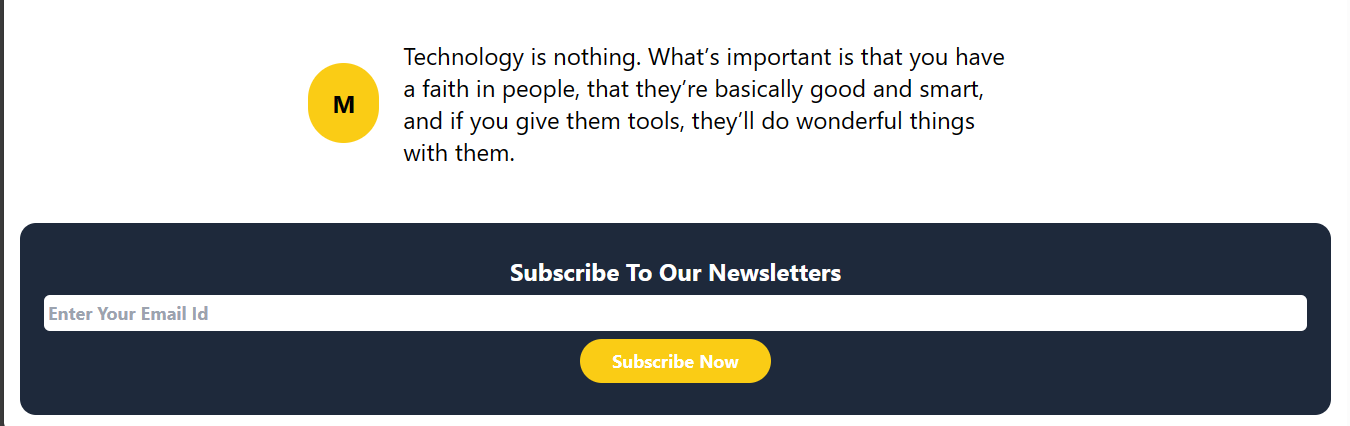 M
Technology is nothing. What’s important is that you have
a faith in people, that they’re basically good and smart,
and if you give them tools, they’ll do wonderful things
with them.
Subscribe To Our Newsletters
Enter Your Email Id
Subscribe Now